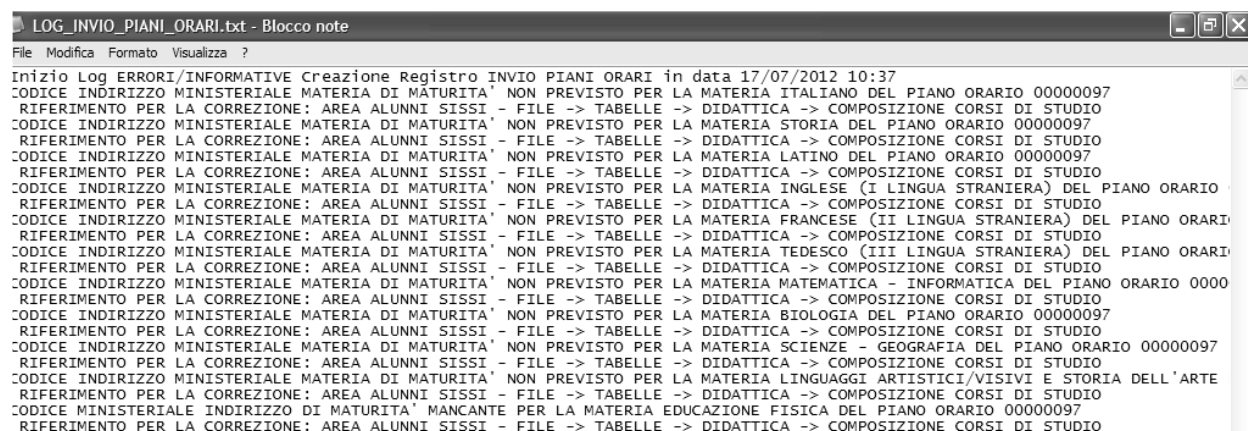 LOG_INVIO_PIANI_ORARI.txt - Blocco note
File Modifica Formato Visualizza ?
Inizio Log ERRORI/INFORMATIVE Creazione Registro INVIO PIANI ORARI in data 17/07/2012 10:37
CODICE INDIRIZZO MINISTERIALE MATERIA DI MATURITA' NON PREVISTO PER LA MATERIA ITALIANO DEL PIANO ORARIO 00000097
RIFERIMENTO PER LA CORREZIONE: AREA ALUNNI SISSI - FILE -> TABELLE -> DIDATTICA -> COMPOSIZIONE CORSI DI STUDIO
CODICE INDIRIZZO MINISTERIALE MATERIA DI MATURITA' NON PREVISTO PER LA MATERIA STORIA DEL PIANO ORARIO 00000097
RIFERIMENTO PER LA CORREZIONE: AREA ALUNNI SISSI - FILE -> TABELLE -> DIDATTICA -> COMPOSIZIONE CORSI DI STUDIO
CODICE INDIRIZZO MINISTERIALE MATERIA DI MATURITA' NON PREVISTO PER LA MATERIA LATINO DEL PIANO ORARIO 00000097
RIFERIMENTO PER LA CORREZIONE: AREA ALUNNI SISSI - FILE -> TABELLE -> DIDATTICA -> COMPOSIZIONE CORSI DI STUDIO
CODICE INDIRIZZO MINISTERIALE MATERIA DI MATURITA' NON PREVISTO PER LA MATERIA INGLESE (I LINGUA STRANIERA) DEL PIANO ORARIO
RIFERIMENTO PER LA CORREZIONE: AREA ALUNNI SISSI - FILE -> TABELLE -> DIDATTICA -> COMPOSIZIONE CORSI DI STUDIO
CODICE INDIRIZZO MINISTERIALE MATERIA DI MATURITA' NON PREVISTO PER LA MATERIA FRANCESE (II LINGUA STRANIERA) DEL PIANO ORARI
RIFERIMENTO PER LA CORREZIONE: AREA ALUNNI SISSI - FILE -> TABELLE -> DIDATTICA -> COMPOSIZIONE CORSI DI STUDIO
CODICE INDIRIZZO MINISTERIALE MATERIA DI MATURITA' NON PREVISTO PER LA MATERIA TEDESCO (III LINGUA STRANIERA) DEL PIANO ORARI
RIFERIMENTO PER LA CORREZIONE: AREA ALUNNI SISSI - FILE -> TABELLE -> DIDATTICA -> COMPOSIZIONE CORSI DI STUDIO
CODICE INDIRIZZO MINISTERIALE MATERIA DI MATURITA' NON PREVISTO PER LA MATERIA MATEMATICA - INFORMATICA DEL PIANO ORARIO 0000
RIFERIMENTO PER LA CORREZIONE: AREA ALUNNI SISSI - FILE -> TABELLE -> DIDATTICA -> COMPOSIZIONE CORSI DI STUDIO
CODICE INDIRIZZO MINISTERIALE MATERIA DI MATURITA' NON PREVISTO PER LA MATERIA BIOLOGIA DEL PIANO ORARIO 00000097
RIFERIMENTO PER LA CORREZIONE: AREA ALUNNI SISSI - FILE -> TABELLE -> DIDATTICA -> COMPOSIZIONE CORSI DI STUDIO
CODICE INDIRIZZO MINISTERIALE MATERIA DI MATURITA' NON PREVISTO PER LA MATERIA SCIENZE - GEOGRAFIA DEL PIANO ORARIO 00000097
RIFERIMENTO PER LA CORREZIONE: AREA ALUNNI SISSI - FILE -> TABELLE -> DIDATTICA -> COMPOSIZIONE CORSI DI STUDIO
CODICE INDIRIZZO MINISTERIALE MATERIA DI MATURITA' NON PREVISTO PER LA MATERIA LINGUAGGI ARTISTICI/VISIVI E STORIA DELL'ARTE
RIFERIMENTO PER LA CORREZIONE: AREA ALUNNI SISSI - FILE -> TABELLE -> DIDATTICA -> COMPOSIZIONE CORSI DI STUDIO
CODICE MINISTERIALE INDIRIZZO DI MATURITA' MANCANTE PER LA MATERIA EDUCAZIONE FISICA DEL PIANO ORARIO 00000097
RIFERIMENTO PER LA CORREZIONE: AREA ALUNNI SISSI - FILE -> TABELLE -> DIDATTICA -> COMPOSIZIONE CORSI DI STUDIO